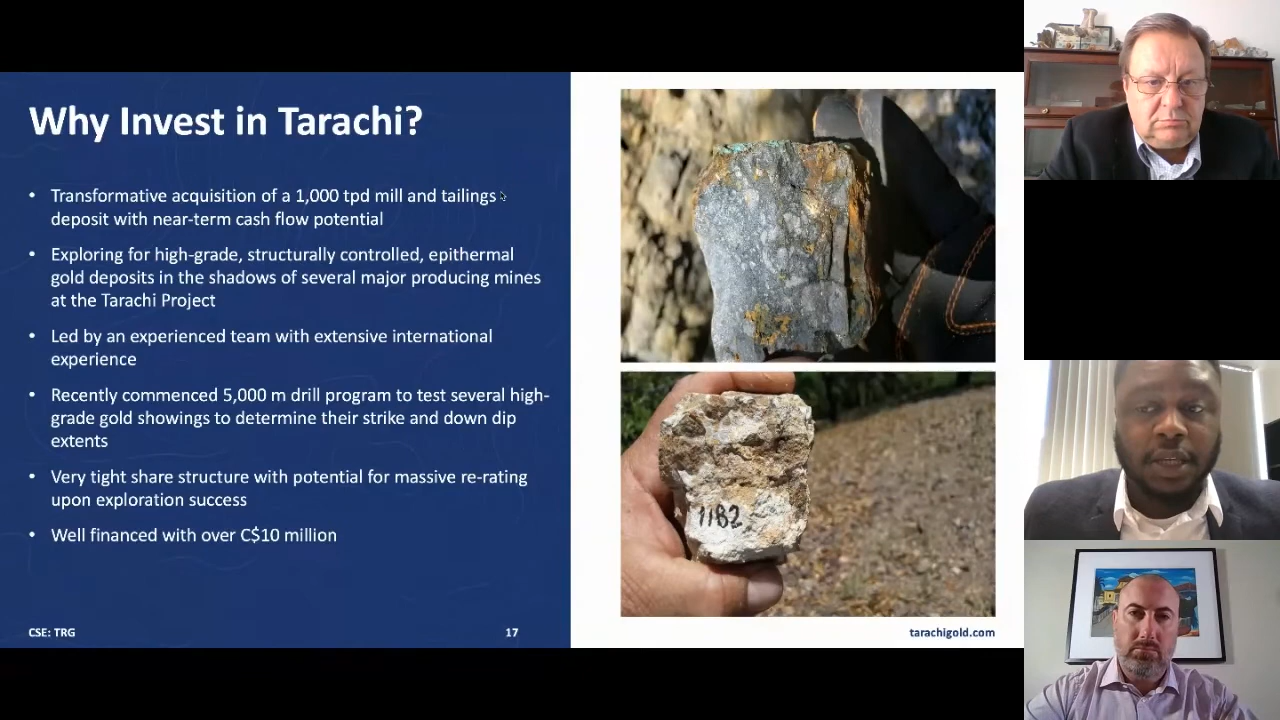 Why Invest in Tarachi?
• Transformative acquisition of a 1,000 tpd mill and tailings
deposit with near-term cash flow potential
• Exploring for high-grade, structurally controlled, epithermal
gold deposits in the shadows of several major producing mines
at the Tarachi Project
• Led by an experienced team with extensive international
experience
• Recently commenced 5,000 m drill program to test several high-
grade gold showings to determine their strike and down dip
extents
• Very tight share structure with potential for massive re-rating
upon exploration success
• Well financed with over C$10 million
1182
CSE: TRG
17
tarachigold.com